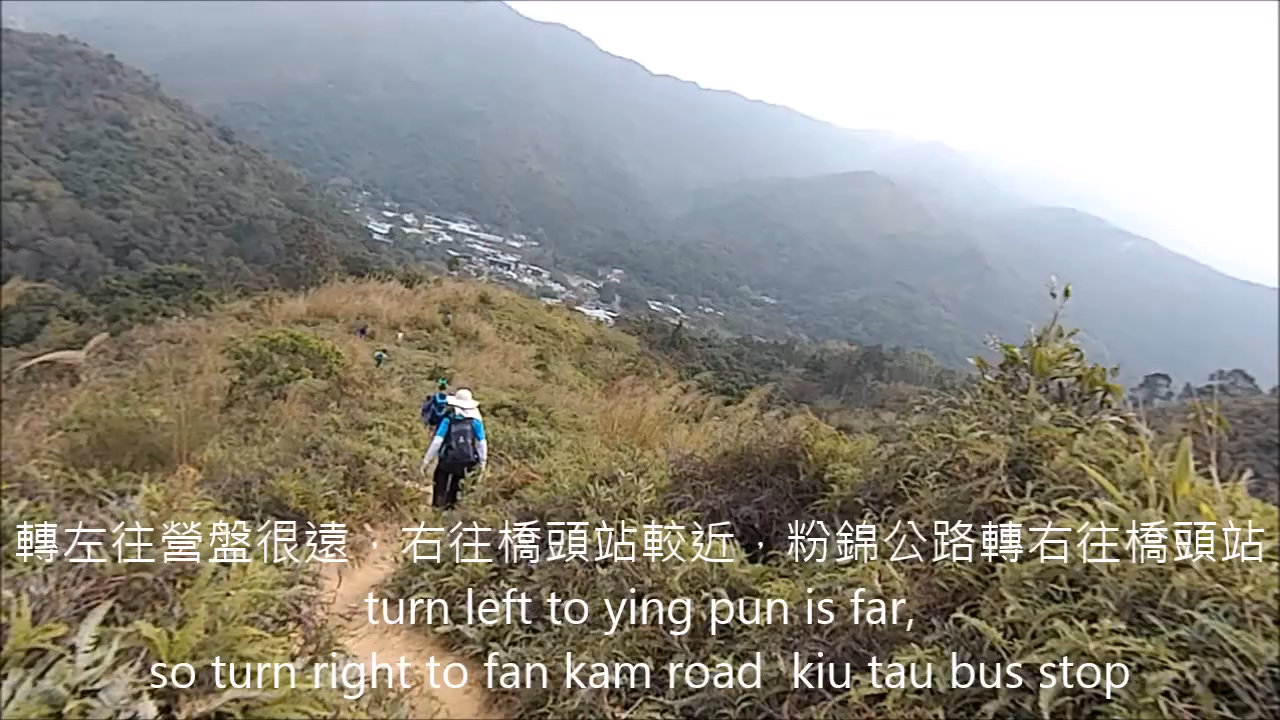 轉左往營盤很遠，右往橋頭站較近，粉錦公路轉右往橋頭站
turn left to ying pun is far,
so turn right to fan kam road  kiu tau bus stop